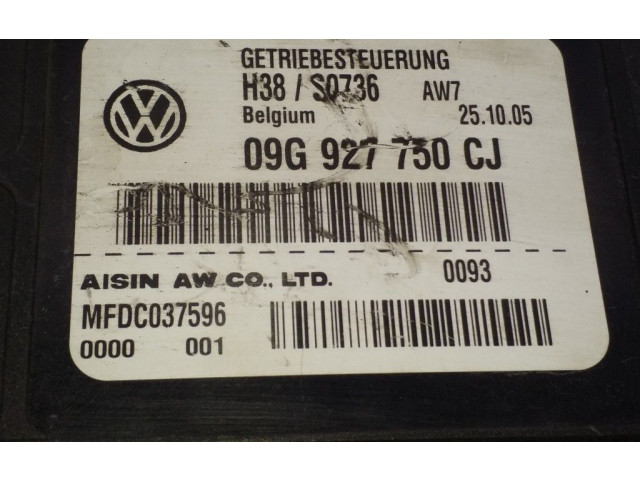 GETRIEBESTEUERUNG
H38 / S0736 AW7
Belgium 25.10.05
09G 927 750 CJ
AISIN AW CO., LTD. 0093
MFDC037596
0000 001